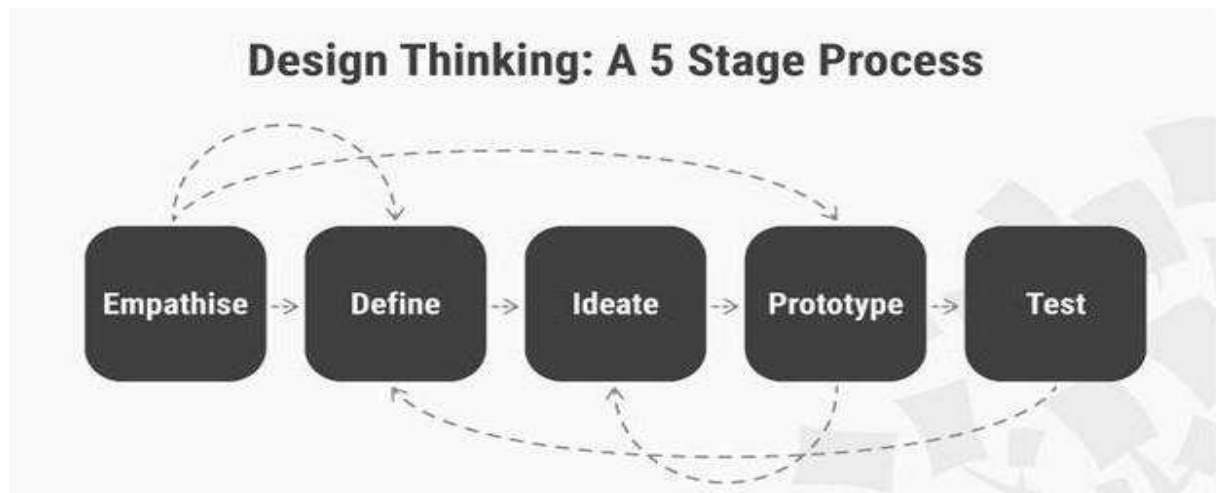 Design Thinking: A 5 Stage Process
Empathise
Define
Ideate
Prototype
Test